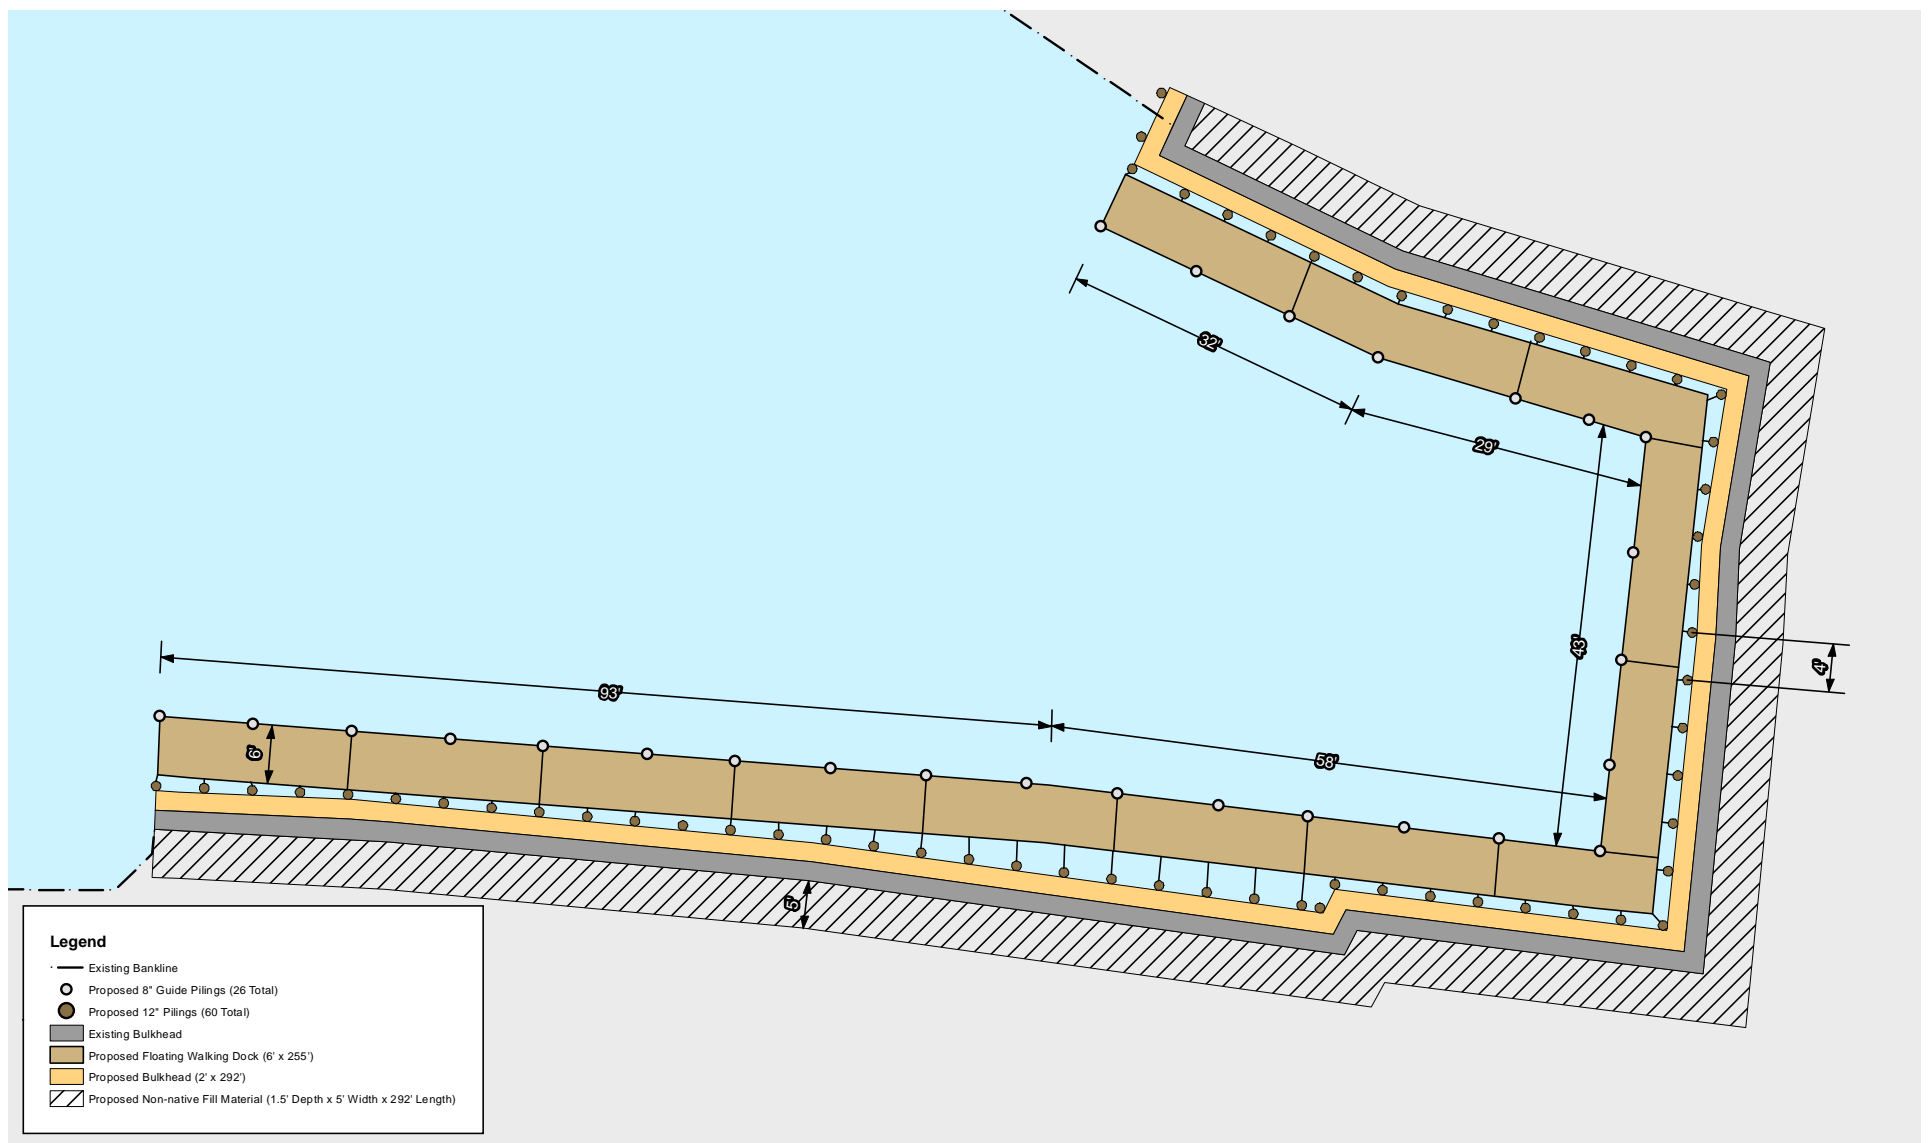 32'
29'
43'
4'
93'
58'
6'
5'
Legend
Existing Bankline
Proposed 8" Guide Pilings (26 Total)
Proposed 12" Pilings (60 Total)
Existing Bulkhead
Proposed Floating Walking Dock (6' x 255')
Proposed Bulkhead (2' x 292')
Proposed Non-native Fill Material (1.5' Depth x 5' Width x 292' Length)